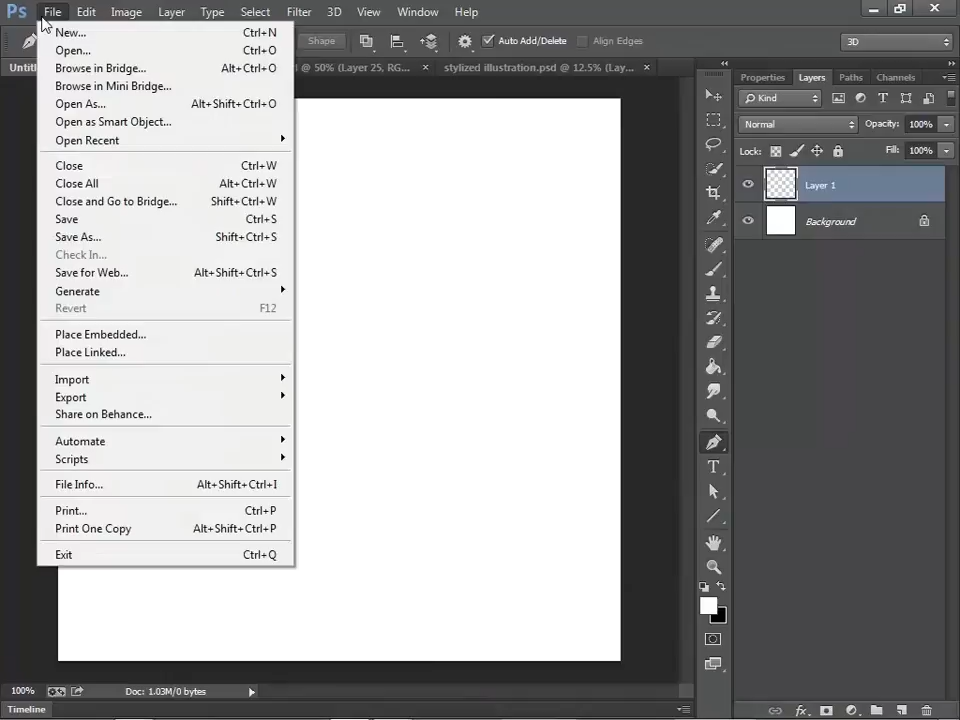 Ps File Edit Image Layer Type Select Filter 3D View Window Help
Shape Auto Add/Delete Align Edges 3D
@ 50% (Layer 25, RG... × stylized illustration.psd @ 12.5% (Lay... ×
New... Ctrl+N
Open... Ctrl+O
Browse in Bridge... Alt+Ctrl+O
Browse in Mini Bridge...
Open As... Alt+Shift+Ctrl+O
Open as Smart Object...
Open Recent
Close Ctrl+W
Close All Alt+Ctrl+W
Close and Go to Bridge... Shift+Ctrl+W
Save Ctrl+S
Save As... Shift+Ctrl+S
Check In...
Save for Web... Alt+Shift+Ctrl+S
Generate
Revert F12
Place Embedded...
Place Linked...
Import
Export
Share on Behance...
Automate
Scripts
File Info... Alt+Shift+Ctrl+I
Print... Ctrl+P
Print One Copy Alt+Shift+Ctrl+P
Exit Ctrl+Q
Properties Layers Paths Channels
Kind
Normal Opacity: 100%
Lock: Fill: 100%
Layer 1
Background
100% Doc: 1.03M/0 bytes
Timeline